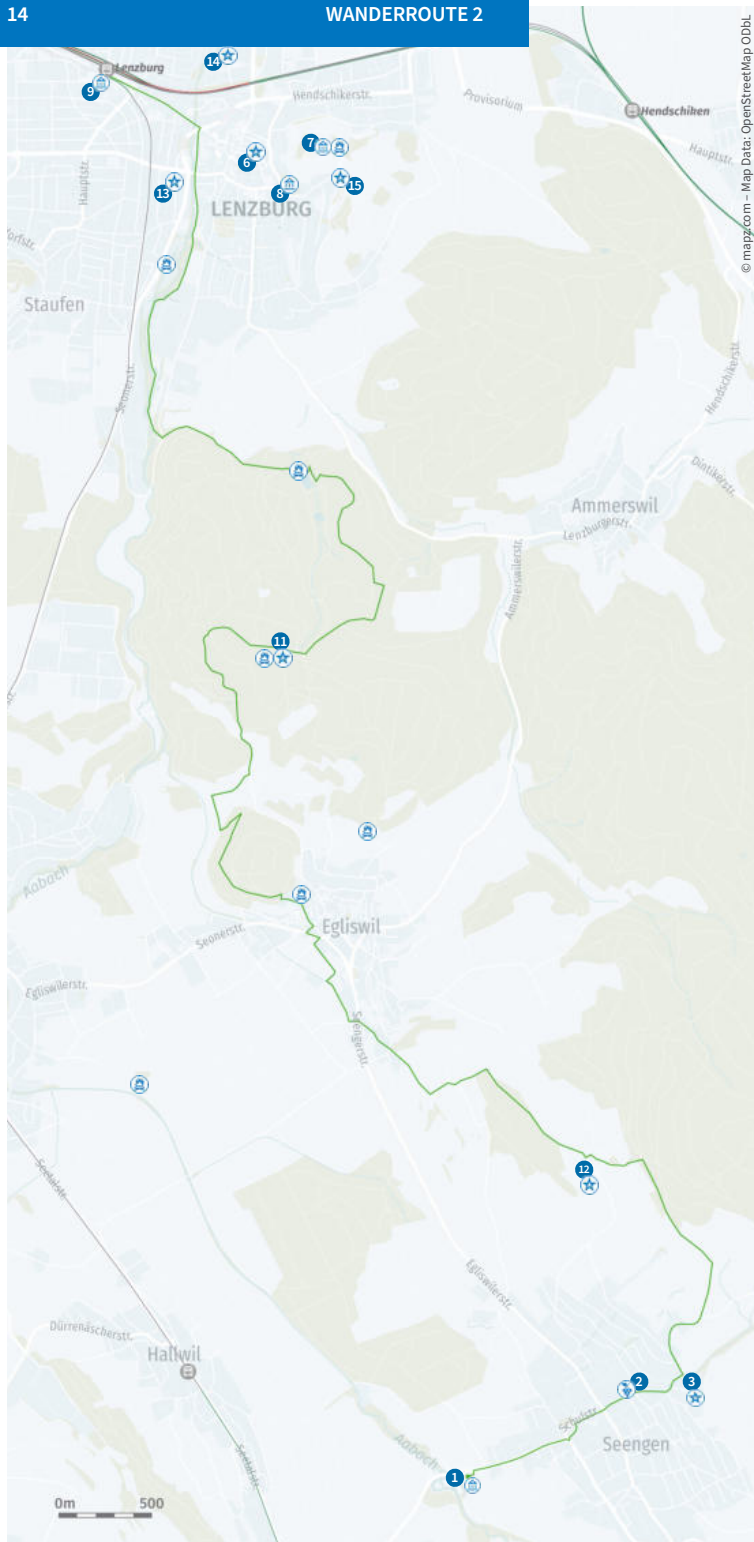 14
WANDERROUTE 2
© mapz.com – Map Data: OpenStreetMap ODbL
Lenzburg
14
9
Hendschikerstr.
Provisorium
Hendschiken
Hauptstr.
7
6
Hauptstr.
13
8
15
LENZBURG
Staufen
Seonerstr.
Hendschikerstr.
Dintikerstr.
Ammerswil
Lenzburgerstr.
Ammerswilerstr.
11
Aabach
Egliswil
Seonerstr.
Egliswilerstr.
Seengerstr.
12
Seetalstr.
Egliswilerstr.
Dürrenäscherstr.
Hallwil
2
3
Schulstr.
Seengen
Aabach
Seetalstr.
1
0m 500